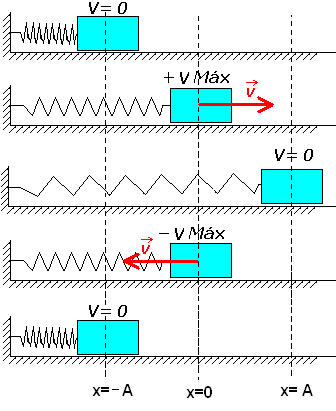 V = 0
+ V Máx
v
V = 0
- V Máx
v
V = 0
x=-A x=0 x= A